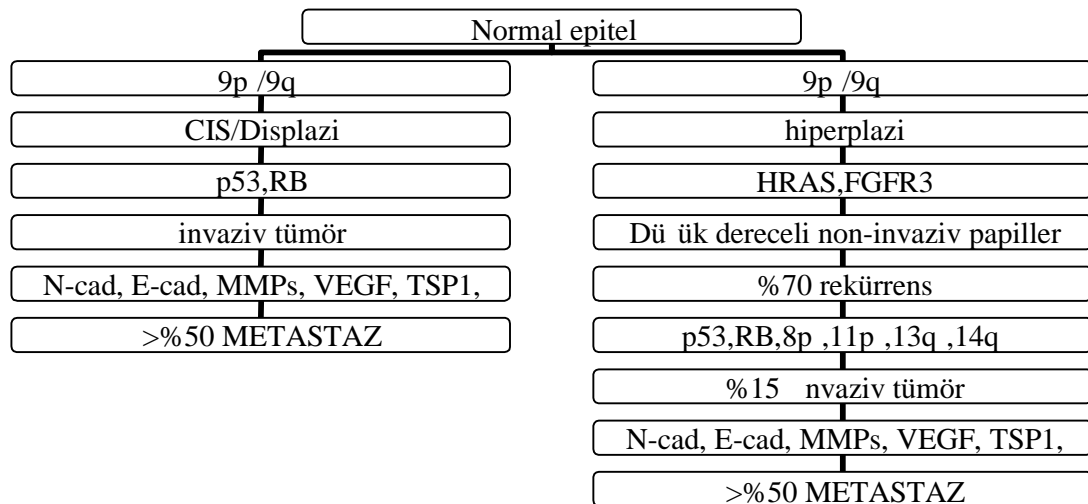 Normal epitel
9p /9q
CIS/Displazi
p53,RB
invaziv tümör
N-cad, E-cad, MMPs, VEGF, TSP1,
>%50 METASTAZ
9p /9q
hiperplazi
HRAS,FGFR3
Dü ük dereceli non-invaziv papiller
%70 rekürrens
p53,RB,8p ,11p ,13q ,14q
%15 nvaziv tümör
N-cad, E-cad, MMPs, VEGF, TSP1,
>%50 METASTAZ